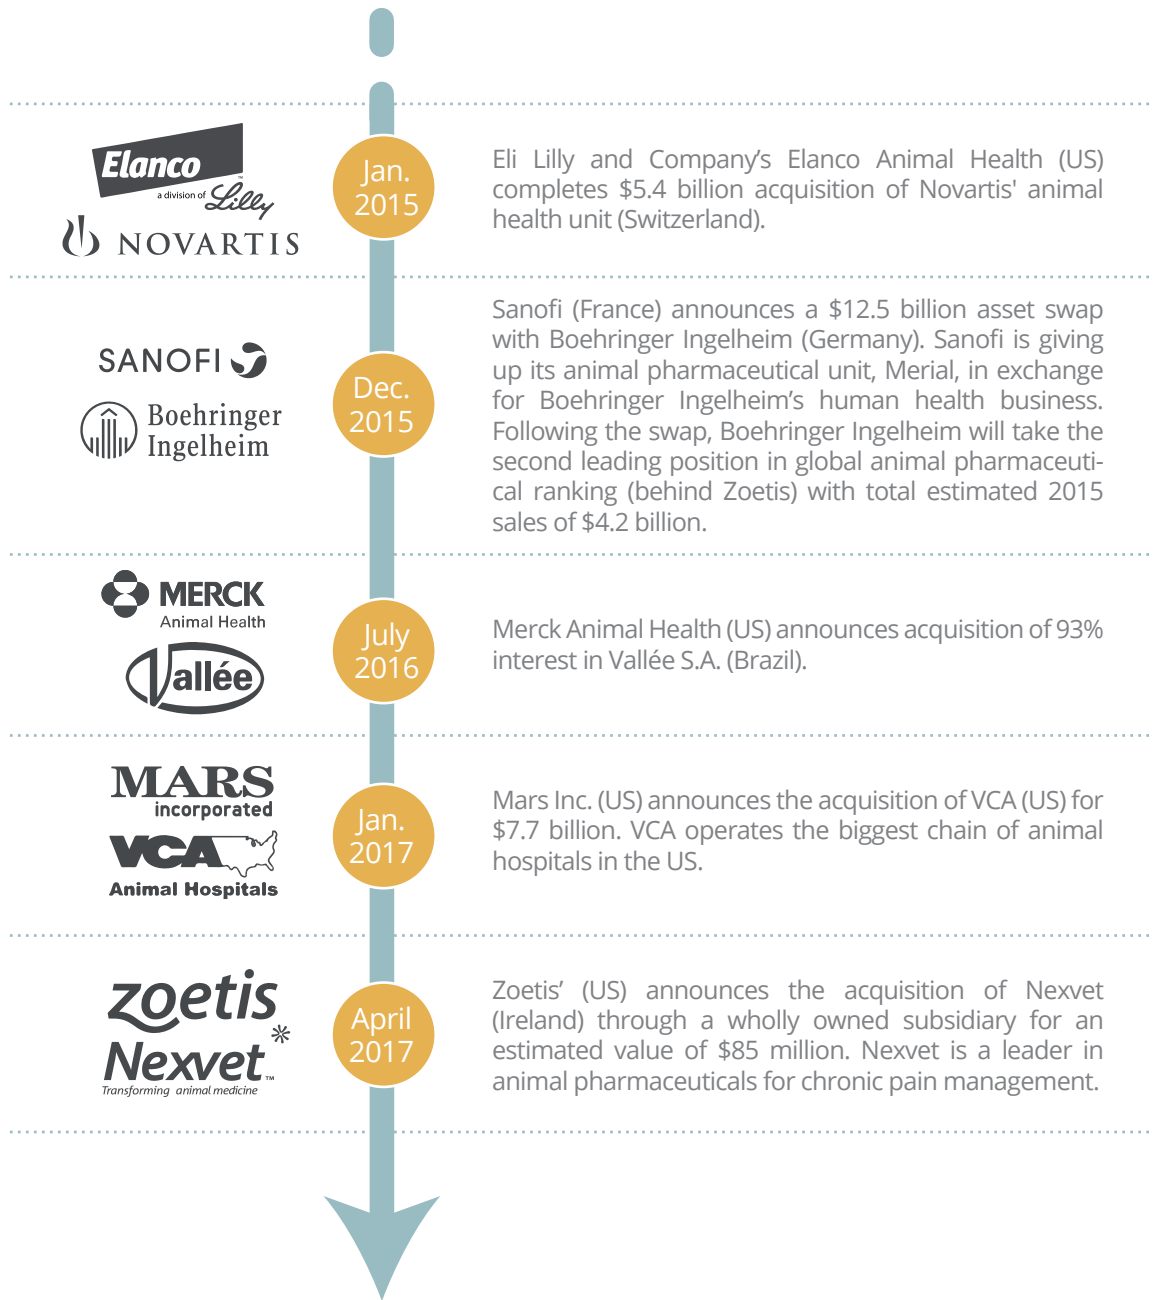 Elanco
a division of Lilly
NOVARTIS
Jan.
2015
Eli Lilly and Company’s Elanco Animal Health (US)
completes $5.4 billion acquisition of Novartis' animal
health unit (Switzerland).
SANOFI
Boehringer
Ingelheim
Dec.
2015
Sanofi (France) announces a $12.5 billion asset swap
with Boehringer Ingelheim (Germany). Sanofi is giving
up its animal pharmaceutical unit, Merial, in exchange
for Boehringer Ingelheim’s human health business.
Following the swap, Boehringer Ingelheim will take the
second leading position in global animal pharmaceuti-
cal ranking (behind Zoetis) with total estimated 2015
sales of $4.2 billion.
MERCK
Animal Health
Vallée
July
2016
Merck Animal Health (US) announces acquisition of 93%
interest in Vallée S.A. (Brazil).
MARS
incorporated
VCA
Animal Hospitals
Jan.
2017
Mars Inc. (US) announces the acquisition of VCA (US) for
$7.7 billion. VCA operates the biggest chain of animal
hospitals in the US.
zoetis
Nexvet™
Transforming animal medicine
April
2017
Zoetis’ (US) announces the acquisition of Nexvet
(Ireland) through a wholly owned subsidiary for an
estimated value of $85 million. Nexvet is a leader in
animal pharmaceuticals for chronic pain management.